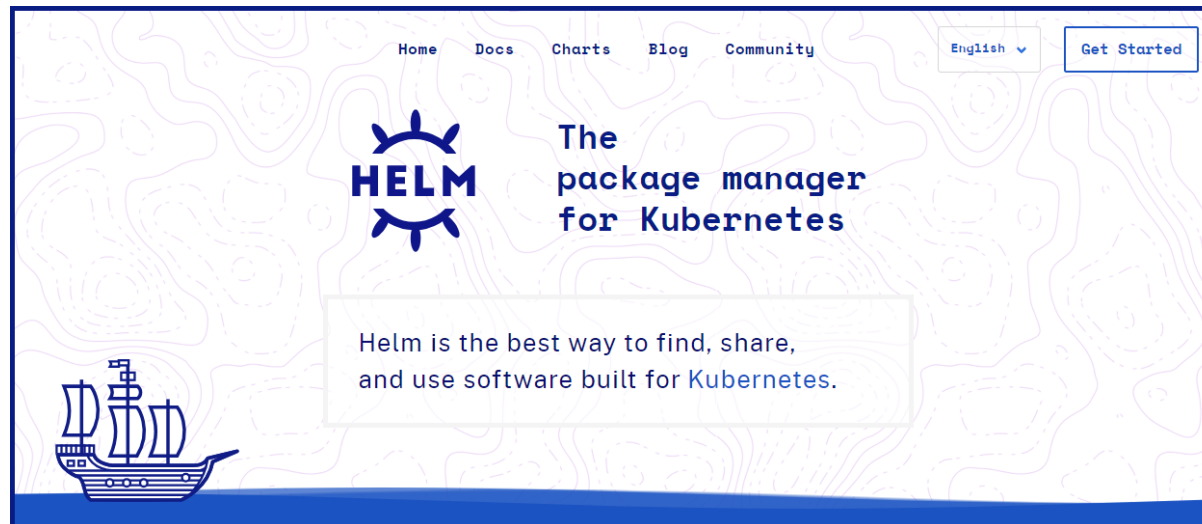 Home Docs Charts Blog Community English Get Started
HELM
The
package manager
for Kubernetes
Helm is the best way to find, share,
and use software built for Kubernetes.